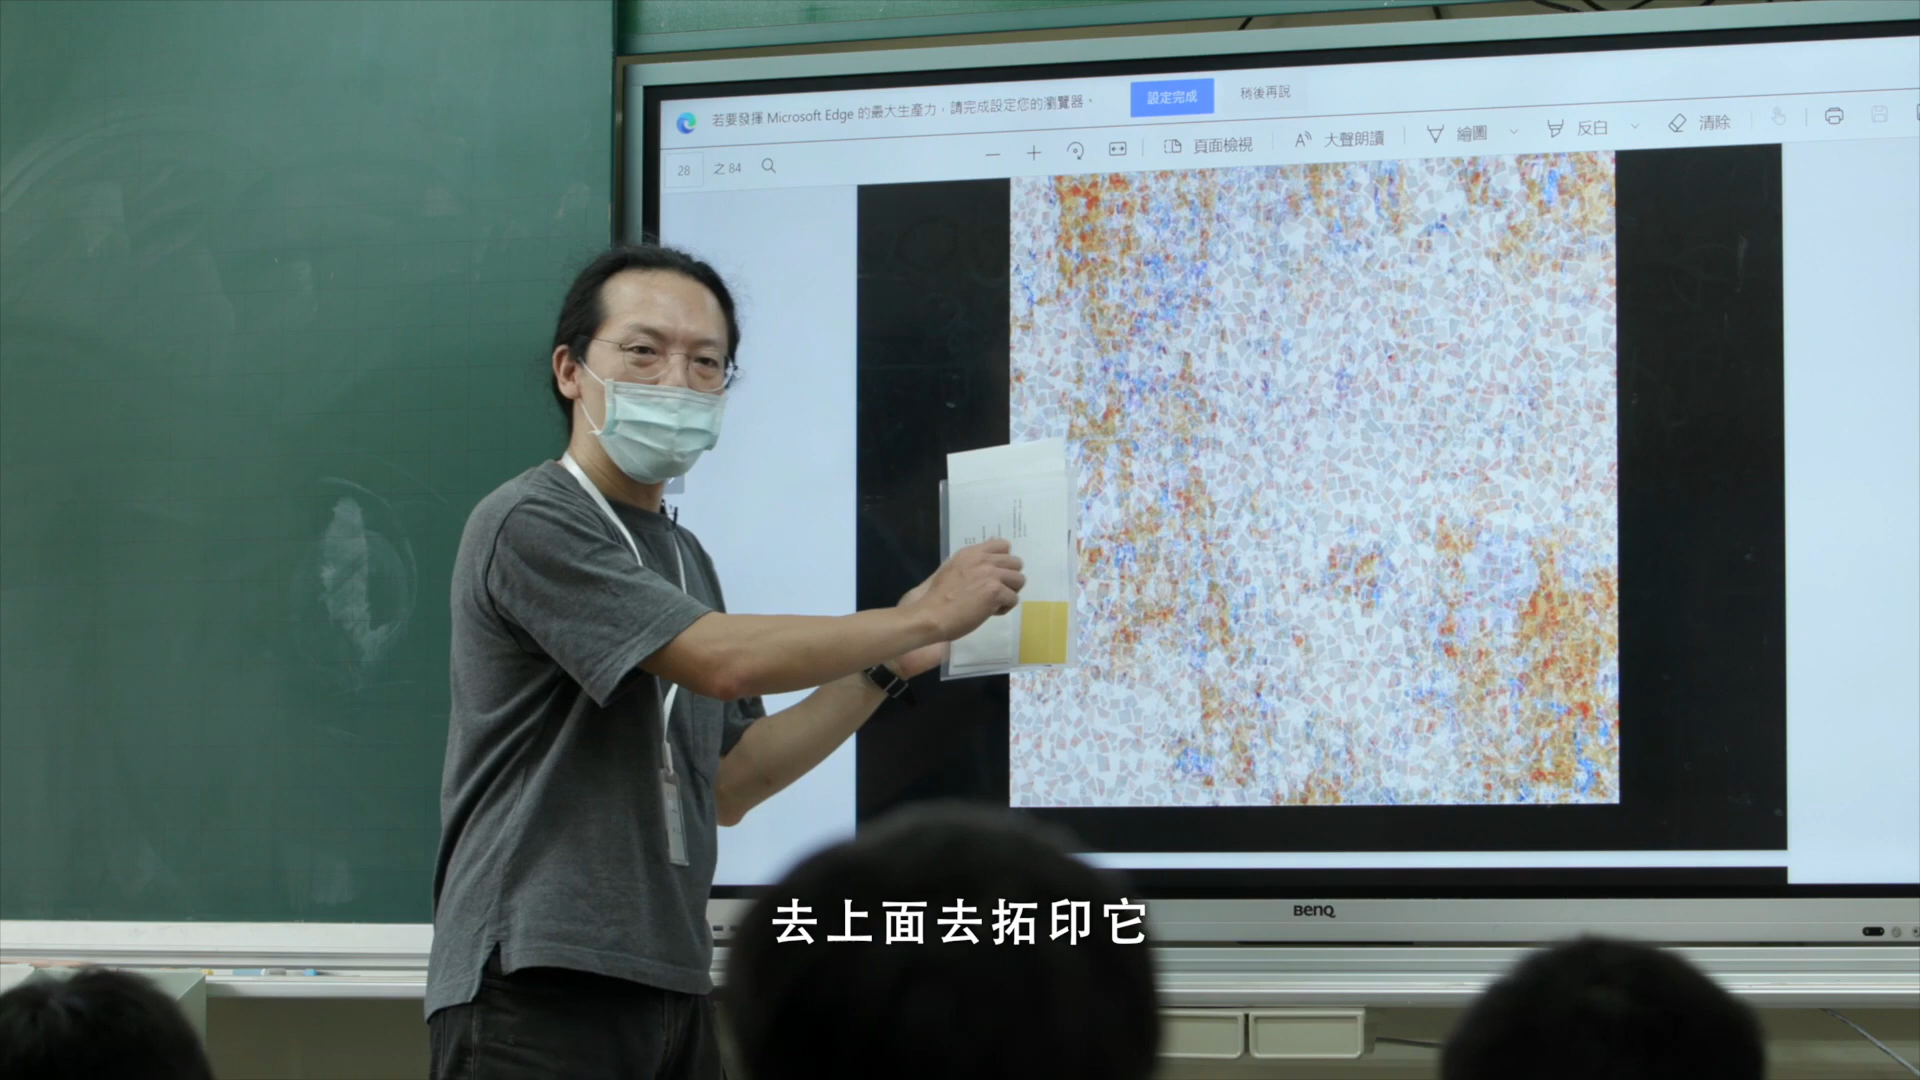 若要發揮 Microsoft Edge 的最大生產力，請完成設定您的瀏覽器。 設定完成 稍後再說
28 之 84 頁面檢視 大聲朗讀 繪圖 反白 清除
BenQ
去上面去拓印它